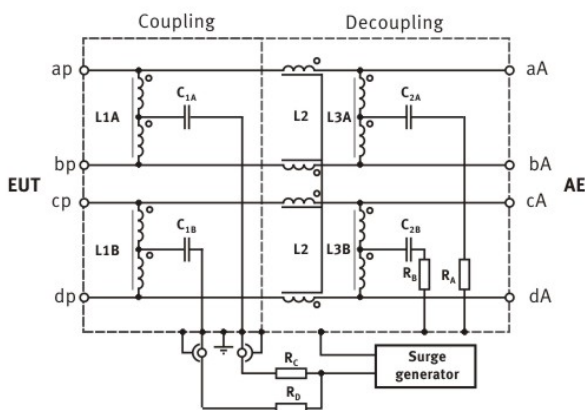 Coupling Decoupling
ap aA
C1A C2A
L1A L2 L3A
bp bA
EUT AE
cp cA
C1B C2B
L1B L2 L3B
RB RA
dp dA
RC Surge
generator
RD